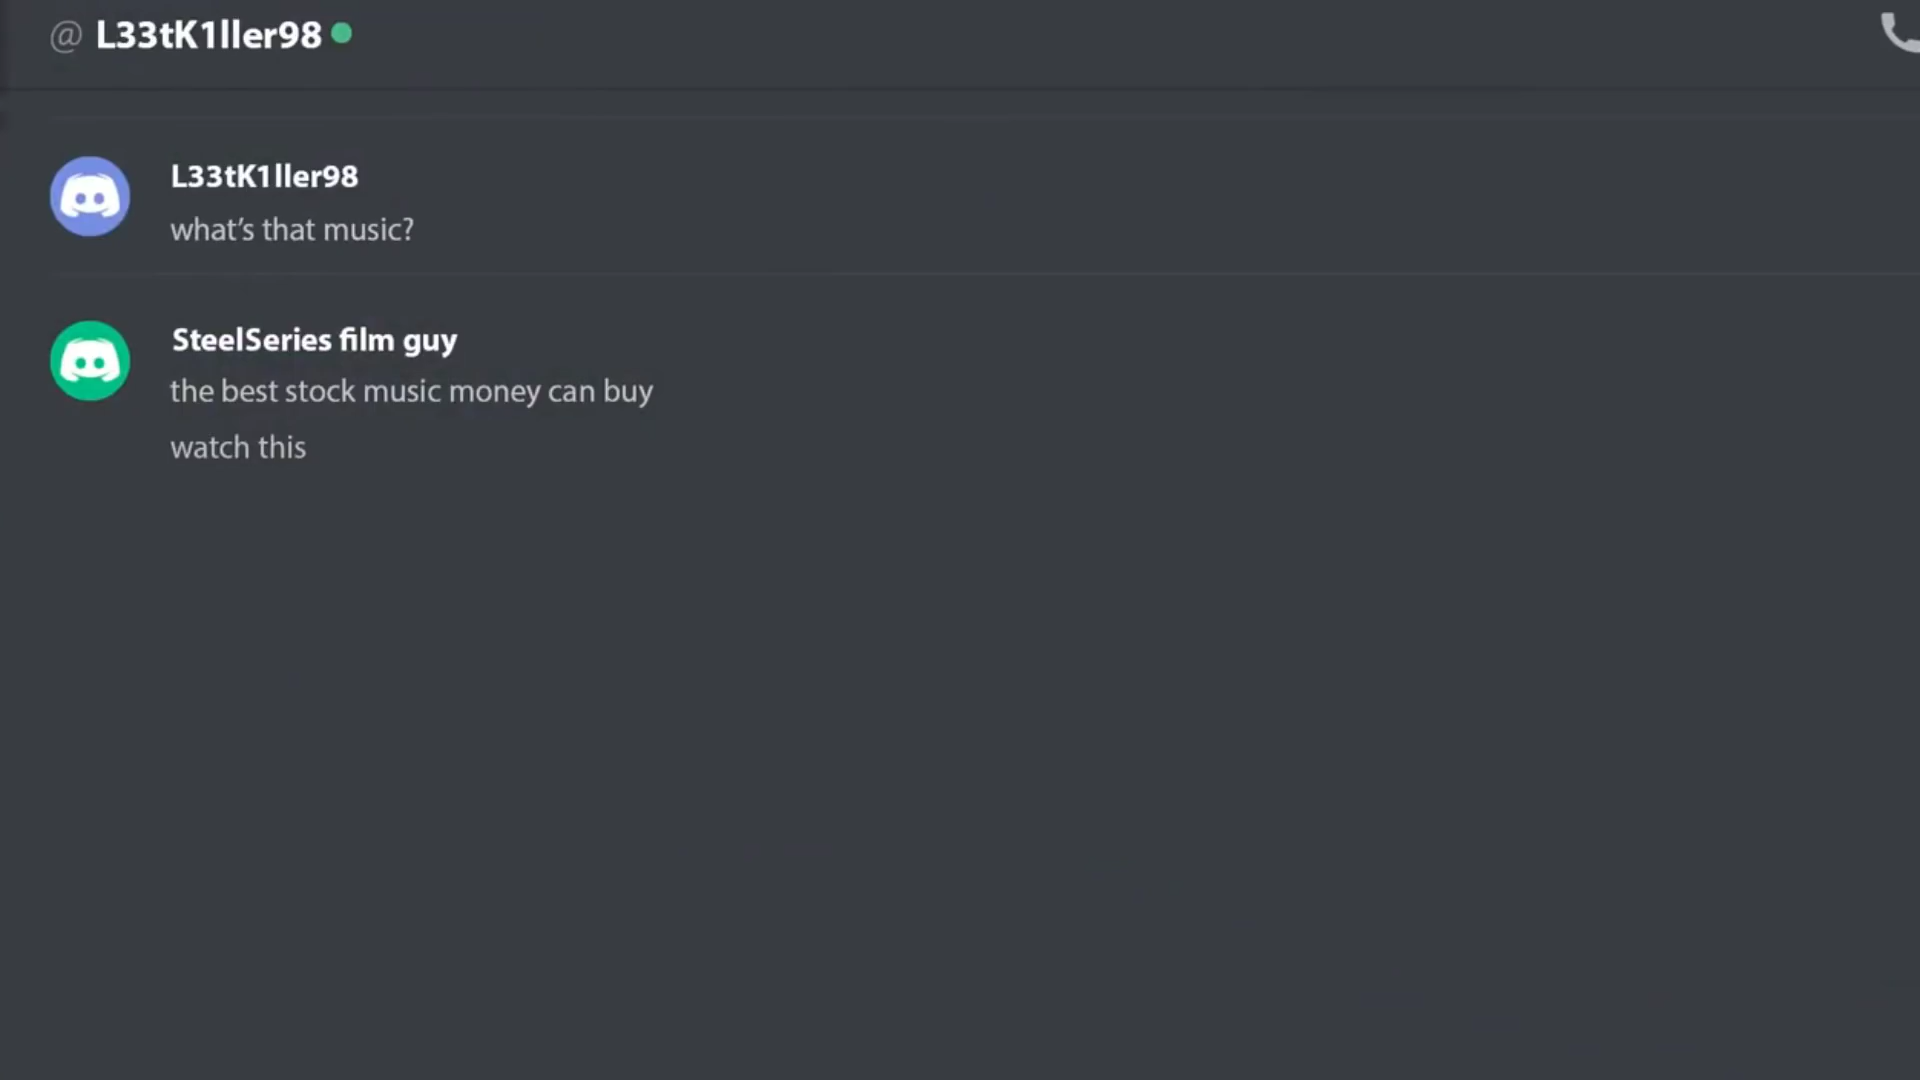 @ L33tK1ller98
L33tK1ller98
what’s that music?
SteelSeries film guy
the best stock music money can buy
watch this